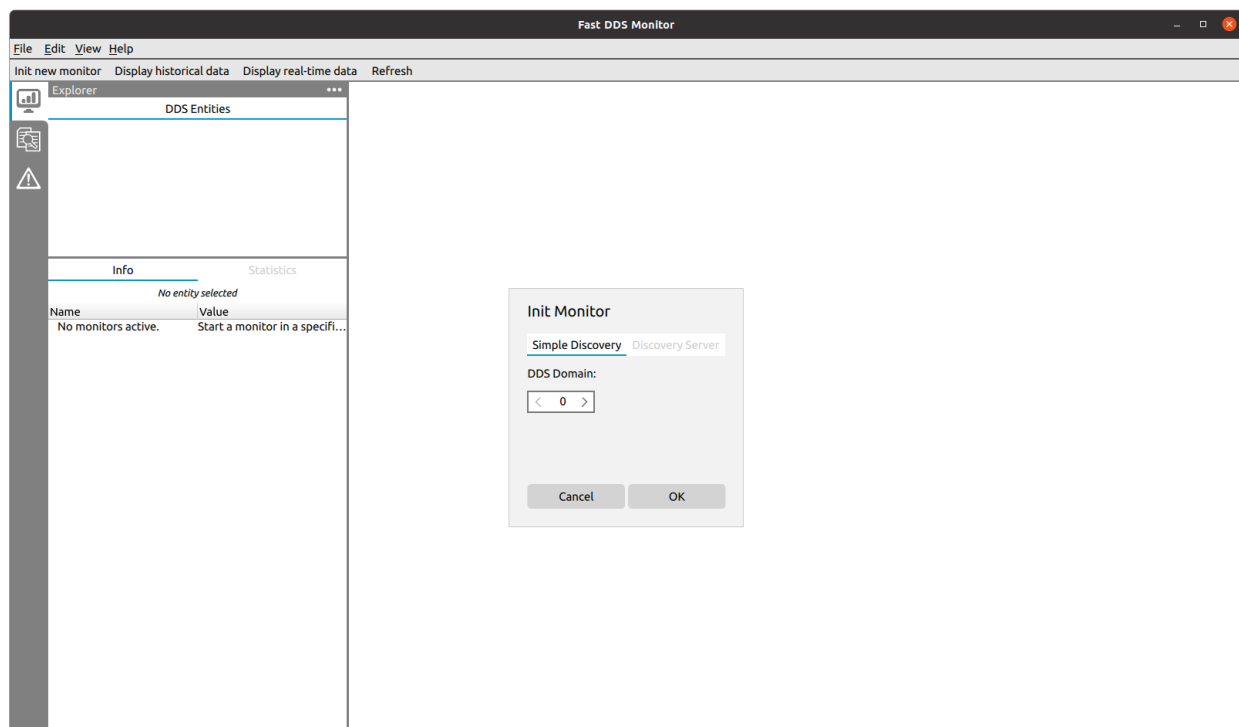 Fast DDS Monitor
File Edit View Help
Init new monitor Display historical data Display real-time data Refresh
Explorer
DDS Entities
Info Statistics
No entity selected
Name Value
No monitors active. Start a monitor in a specifi...
Init Monitor
Simple Discovery Discovery Server
DDS Domain:
< 0 >
Cancel OK